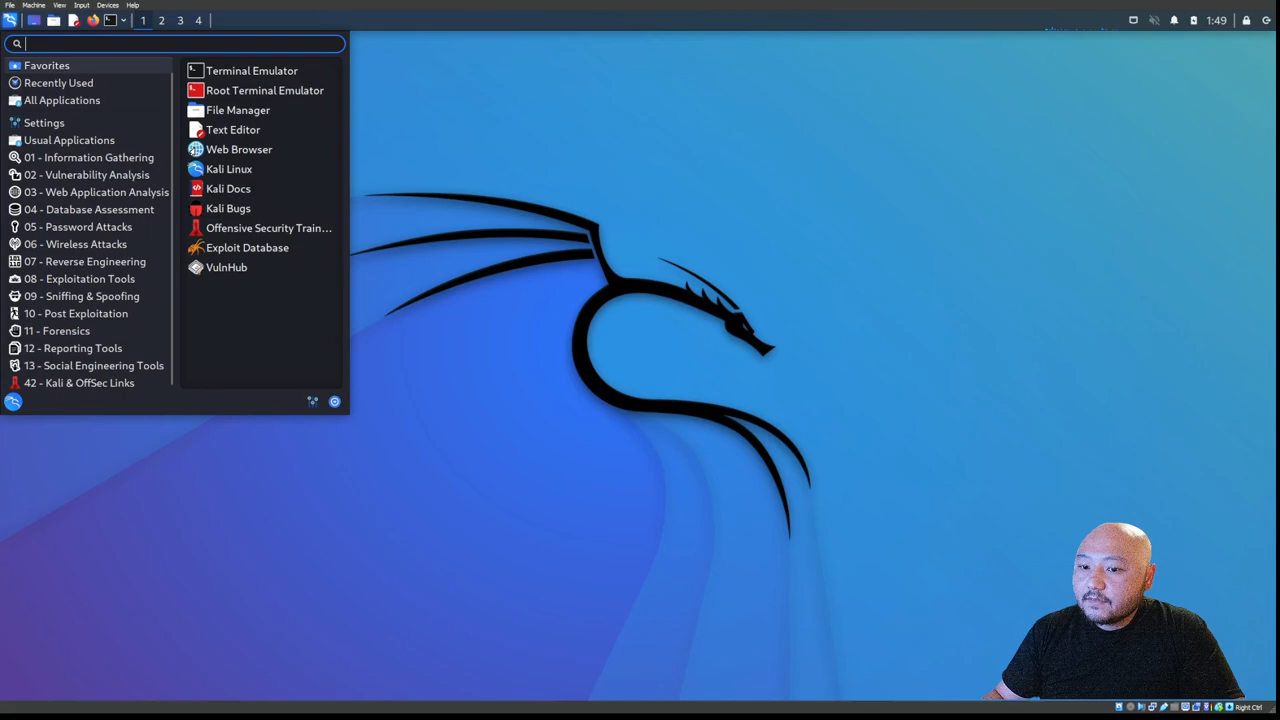 File Machine View Input Devices Help
1 2 3 4
1:49
Favorites
Recently Used
All Applications
Settings
Usual Applications
01 - Information Gathering
02 - Vulnerability Analysis
03 - Web Application Analysis
04 - Database Assessment
05 - Password Attacks
06 - Wireless Attacks
07 - Reverse Engineering
08 - Exploitation Tools
09 - Sniffing & Spoofing
10 - Post Exploitation
11 - Forensics
12 - Reporting Tools
13 - Social Engineering Tools
42 - Kali & OffSec Links
Terminal Emulator
Root Terminal Emulator
File Manager
Text Editor
Web Browser
Kali Linux
Kali Docs
Kali Bugs
Offensive Security Train...
Exploit Database
VulnHub
Right Ctrl